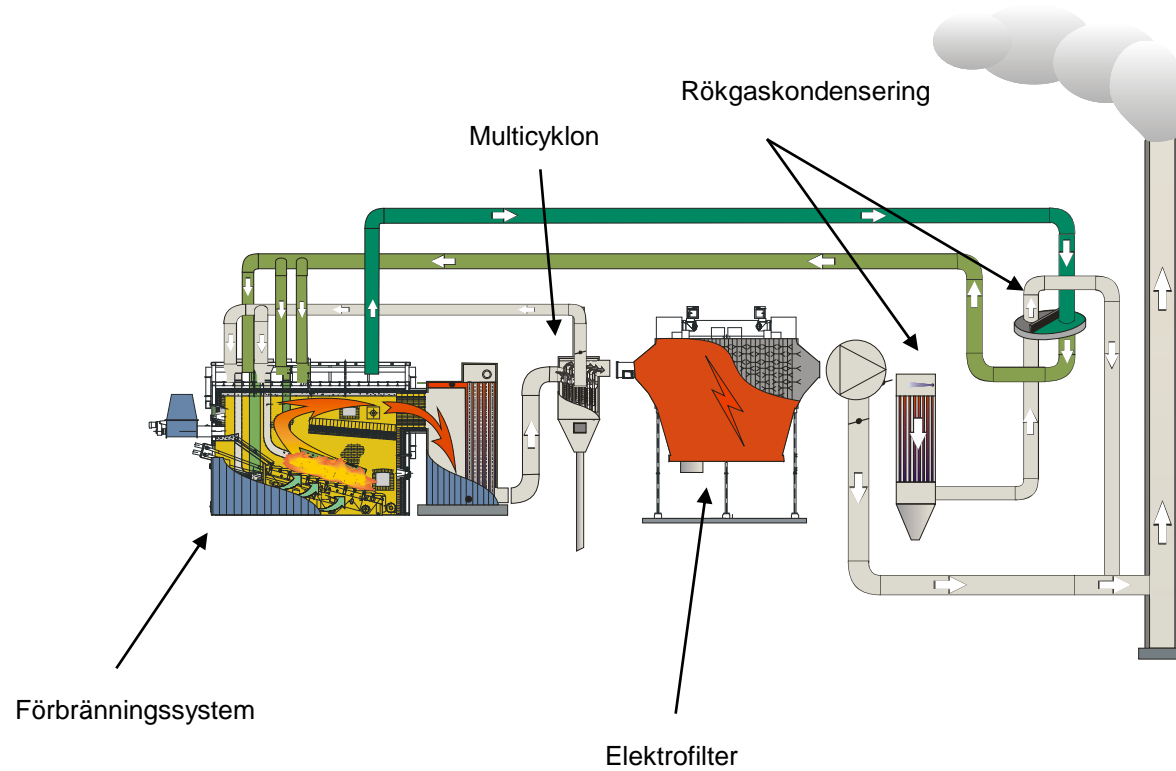 Rökgaskondensering
Multicyklon
Förbränningssystem
Elektrofilter